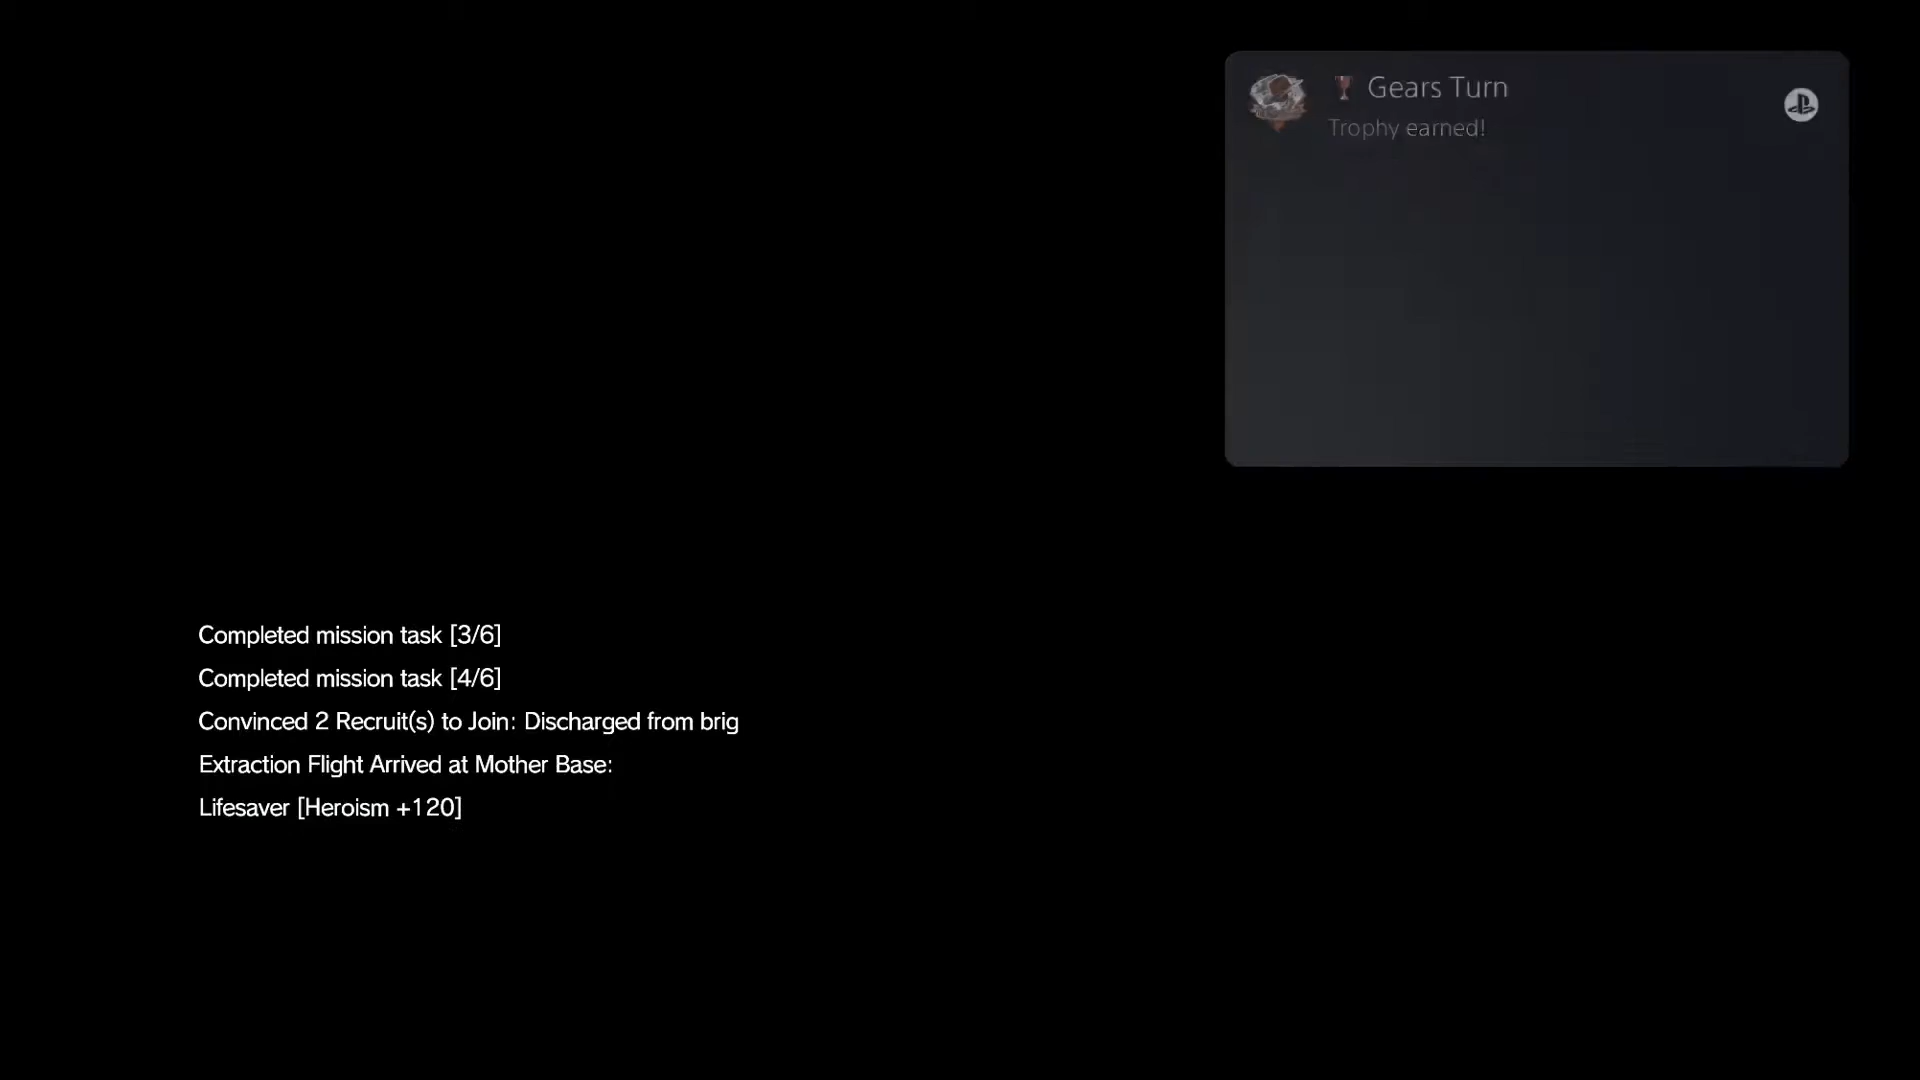 Gears Turn
Trophy earned!
Completed mission task [3/6]
Completed mission task [4/6]
Convinced 2 Recruit(s) to Join: Discharged from brig
Extraction Flight Arrived at Mother Base:
Lifesaver [Heroism +120]